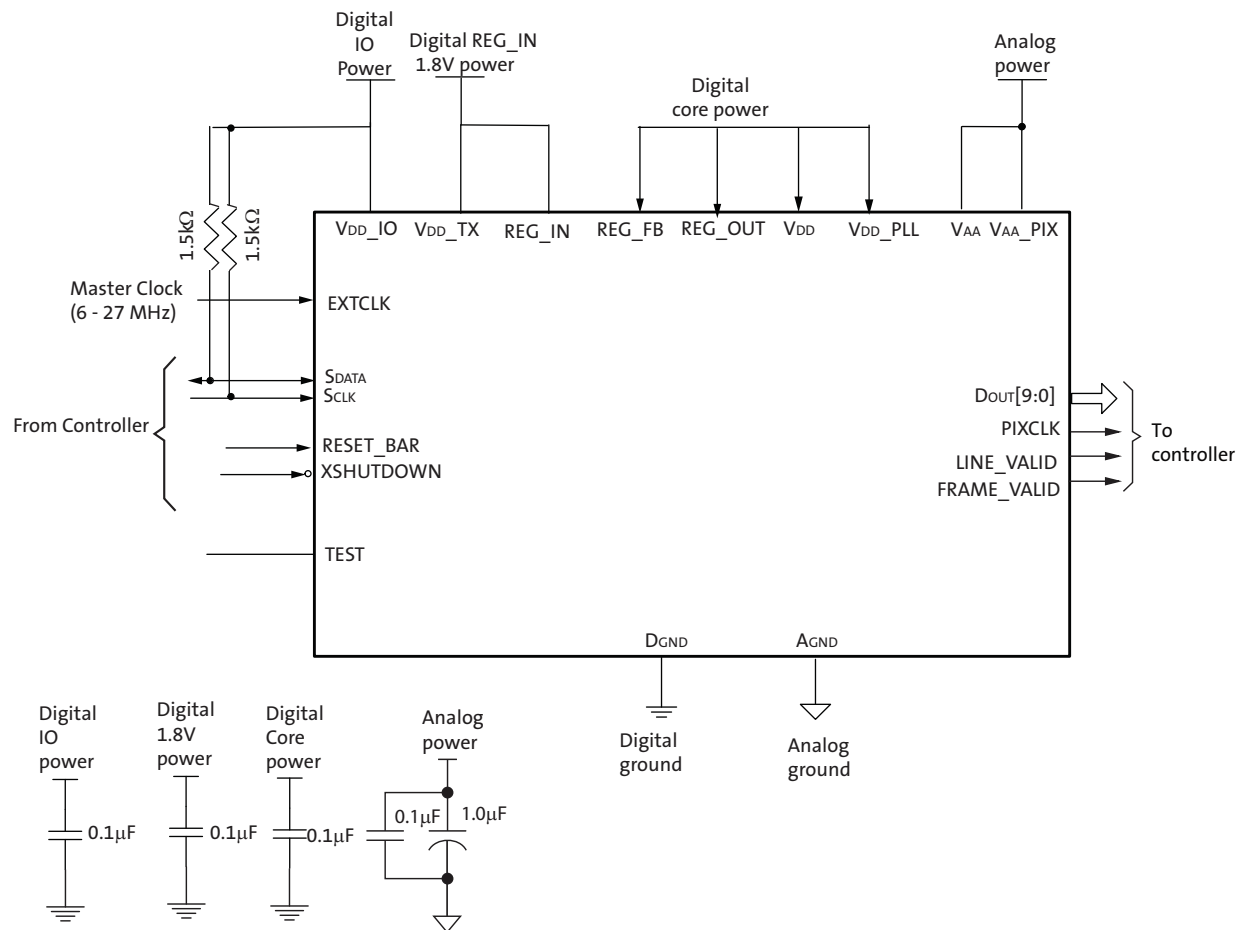 Digital
IO
Power
Digital REG_IN
1.8V power
Digital
core power
Analog
power
1.5kΩ
1.5kΩ
VDD_IO
VDD_TX
REG_IN
REG_FB
REG_OUT
VDD
VDD_PLL
VAA
VAA_PIX
Master Clock
(6 - 27 MHz)
EXTCLK
From Controller
SDATA
SCLK
RESET_BAR
XSHUTDOWN
TEST
DOUT[9:0]
PIXCLK
LINE_VALID
FRAME_VALID
To
controller
DGND
AGND
Digital
ground
Analog
ground
Digital
IO
power
0.1µF
Digital
1.8V
power
0.1µF
Digital
Core
power
0.1µF
Analog
power
0.1µF
1.0µF